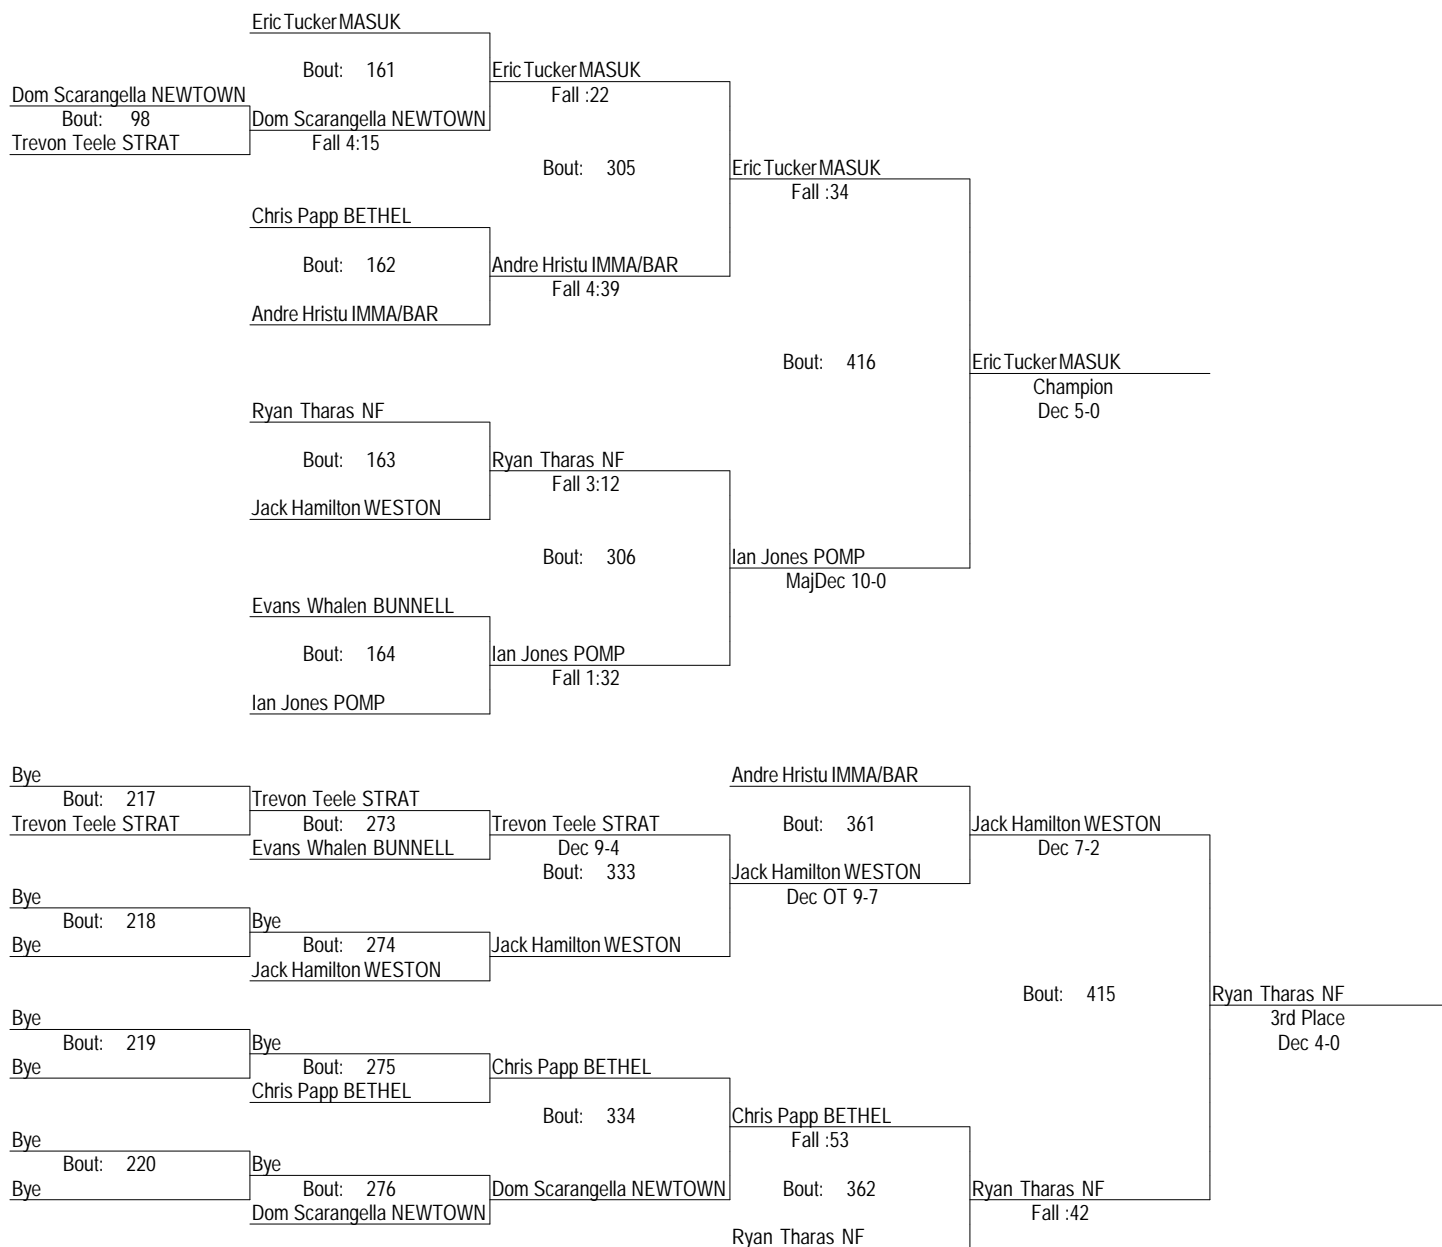 Eric Tucker MASUK
Bout: 161
Eric Tucker MASUK
Fall :22
Dom Scarangella NEWTOWN
Bout: 98
Trevon Teele STRAT
Dom Scarangella NEWTOWN
Fall 4:15
Bout: 305
Eric Tucker MASUK
Fall :34
Chris Papp BETHEL
Bout: 162
Andre Hristu IMMA/BAR
Fall 4:39
Andre Hristu IMMA/BAR
Bout: 416
Eric Tucker MASUK
Champion
Dec 5-0
Ryan Tharas NF
Bout: 163
Ryan Tharas NF
Fall 3:12
Jack Hamilton WESTON
Bout: 306
Ian Jones POMP
MajDec 10-0
Evans Whalen BUNNELL
Bout: 164
Ian Jones POMP
Fall 1:32
Ian Jones POMP
Bye
Bout: 217
Trevon Teele STRAT
Trevon Teele STRAT
Bout: 273
Evans Whalen BUNNELL
Trevon Teele STRAT
Dec 9-4
Bout: 333
Andre Hristu IMMA/BAR
Bout: 361
Jack Hamilton WESTON
Dec OT 9-7
Jack Hamilton WESTON
Dec 7-2
Bye
Bout: 218
Bye
Bye
Bout: 274
Jack Hamilton WESTON
Jack Hamilton WESTON
Bout: 415
Ryan Tharas NF
3rd Place
Dec 4-0
Bye
Bout: 219
Bye
Bye
Bout: 275
Chris Papp BETHEL
Chris Papp BETHEL
Bout: 334
Chris Papp BETHEL
Fall :53
Bye
Bout: 220
Bye
Bye
Bout: 276
Dom Scarangella NEWTOWN
Dom Scarangella NEWTOWN
Bout: 362
Ryan Tharas NF
Fall :42
Ryan Tharas NF